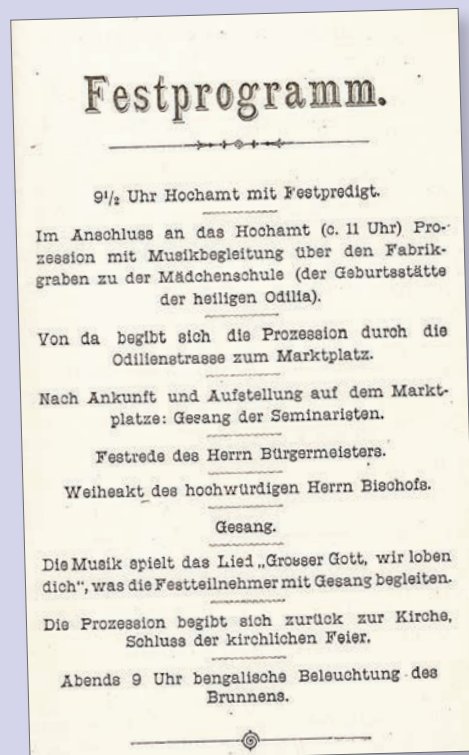 Festprogramm.
9 1/2 Uhr Hochamt mit Festpredigt.
Im Anschluss an das Hochamt (c. 11 Uhr) Pro-
zession mit Musikbegleitung über den Fabrik-
graben zu der Mädchenschule (der Geburtsstätte
der heiligen Odilia).
Von da begibt sich die Prozession durch die
Odilienstrasse zum Marktplatz.
Nach Ankunft und Aufstellung auf dem Markt-
platze: Gesang der Seminaristen.
Festrede des Herrn Bürgermeisters.
Weiheakt des hochwürdigen Herrn Bischofs.
Gesang.
Die Musik spielt das Lied „Grosser Gott, wir loben
dich“, was die Festteilnehmer mit Gesang begleiten.
Die Prozession begibt sich zurück zur Kirche,
Schluss der kirchlichen Feier.
Abends 9 Uhr bengalische Beleuchtung des
Brunnens.